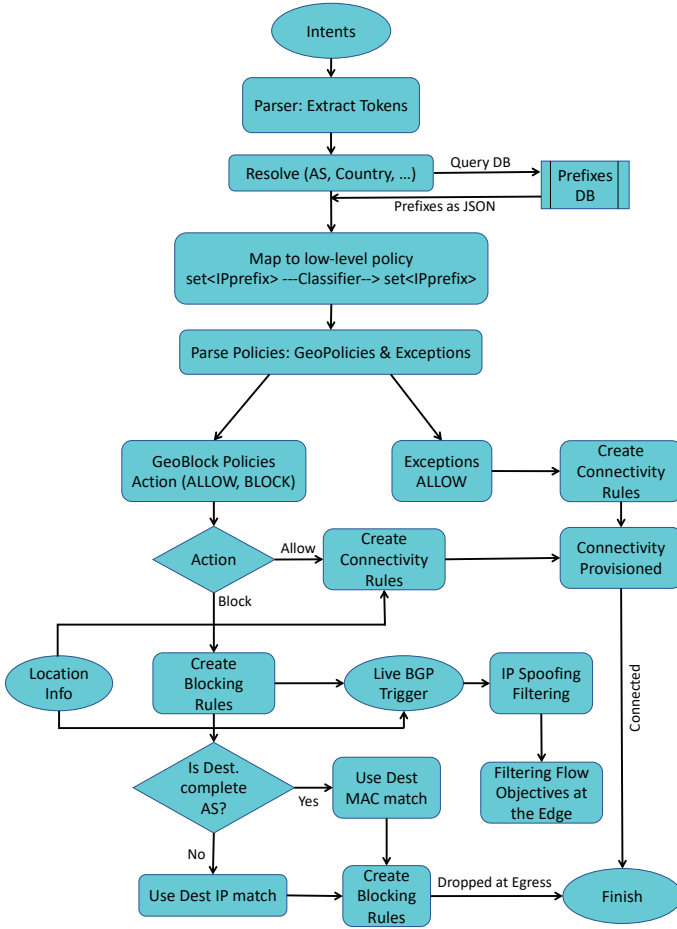 Intents
Parser: Extract Tokens
Resolve (AS, Country, ...)
Query DB
Prefixes
DB
Prefixes as JSON
Map to low-level policy
set<IPprefix> ---Classifier--> set<IPprefix>
Parse Policies: GeoPolicies & Exceptions
GeoBlock Policies
Action (ALLOW, BLOCK)
Exceptions
ALLOW
Create
Connectivity
Rules
Action
Allow
Create
Connectivity
Rules
Connectivity
Provisioned
Block
Location
Info
Create
Blocking
Rules
Live BGP
Trigger
IP Spoofing
Filtering
Connected
Is Dest.
complete
AS?
Yes
Use Dest
MAC match
Filtering Flow
Objectives at
the Edge
No
Use Dest IP match
Create
Blocking
Rules
Dropped at Egress
Finish